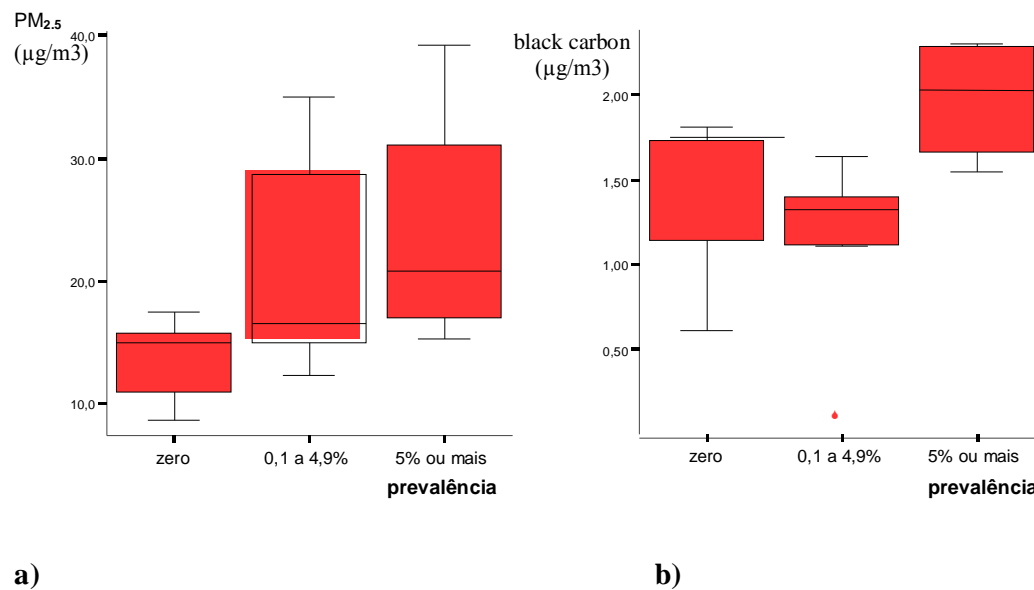 PM2.5
(µg/m3)
40,0
30.0
20,0
10,0
zero
0,1 a 4,9%
5% ou mais
prevalência
a)
black carbon
(µg/m3)
2,00
1,50
1,00
0,50
zero
0,1 a 4,9%
5% ou mais
prevalência
b)